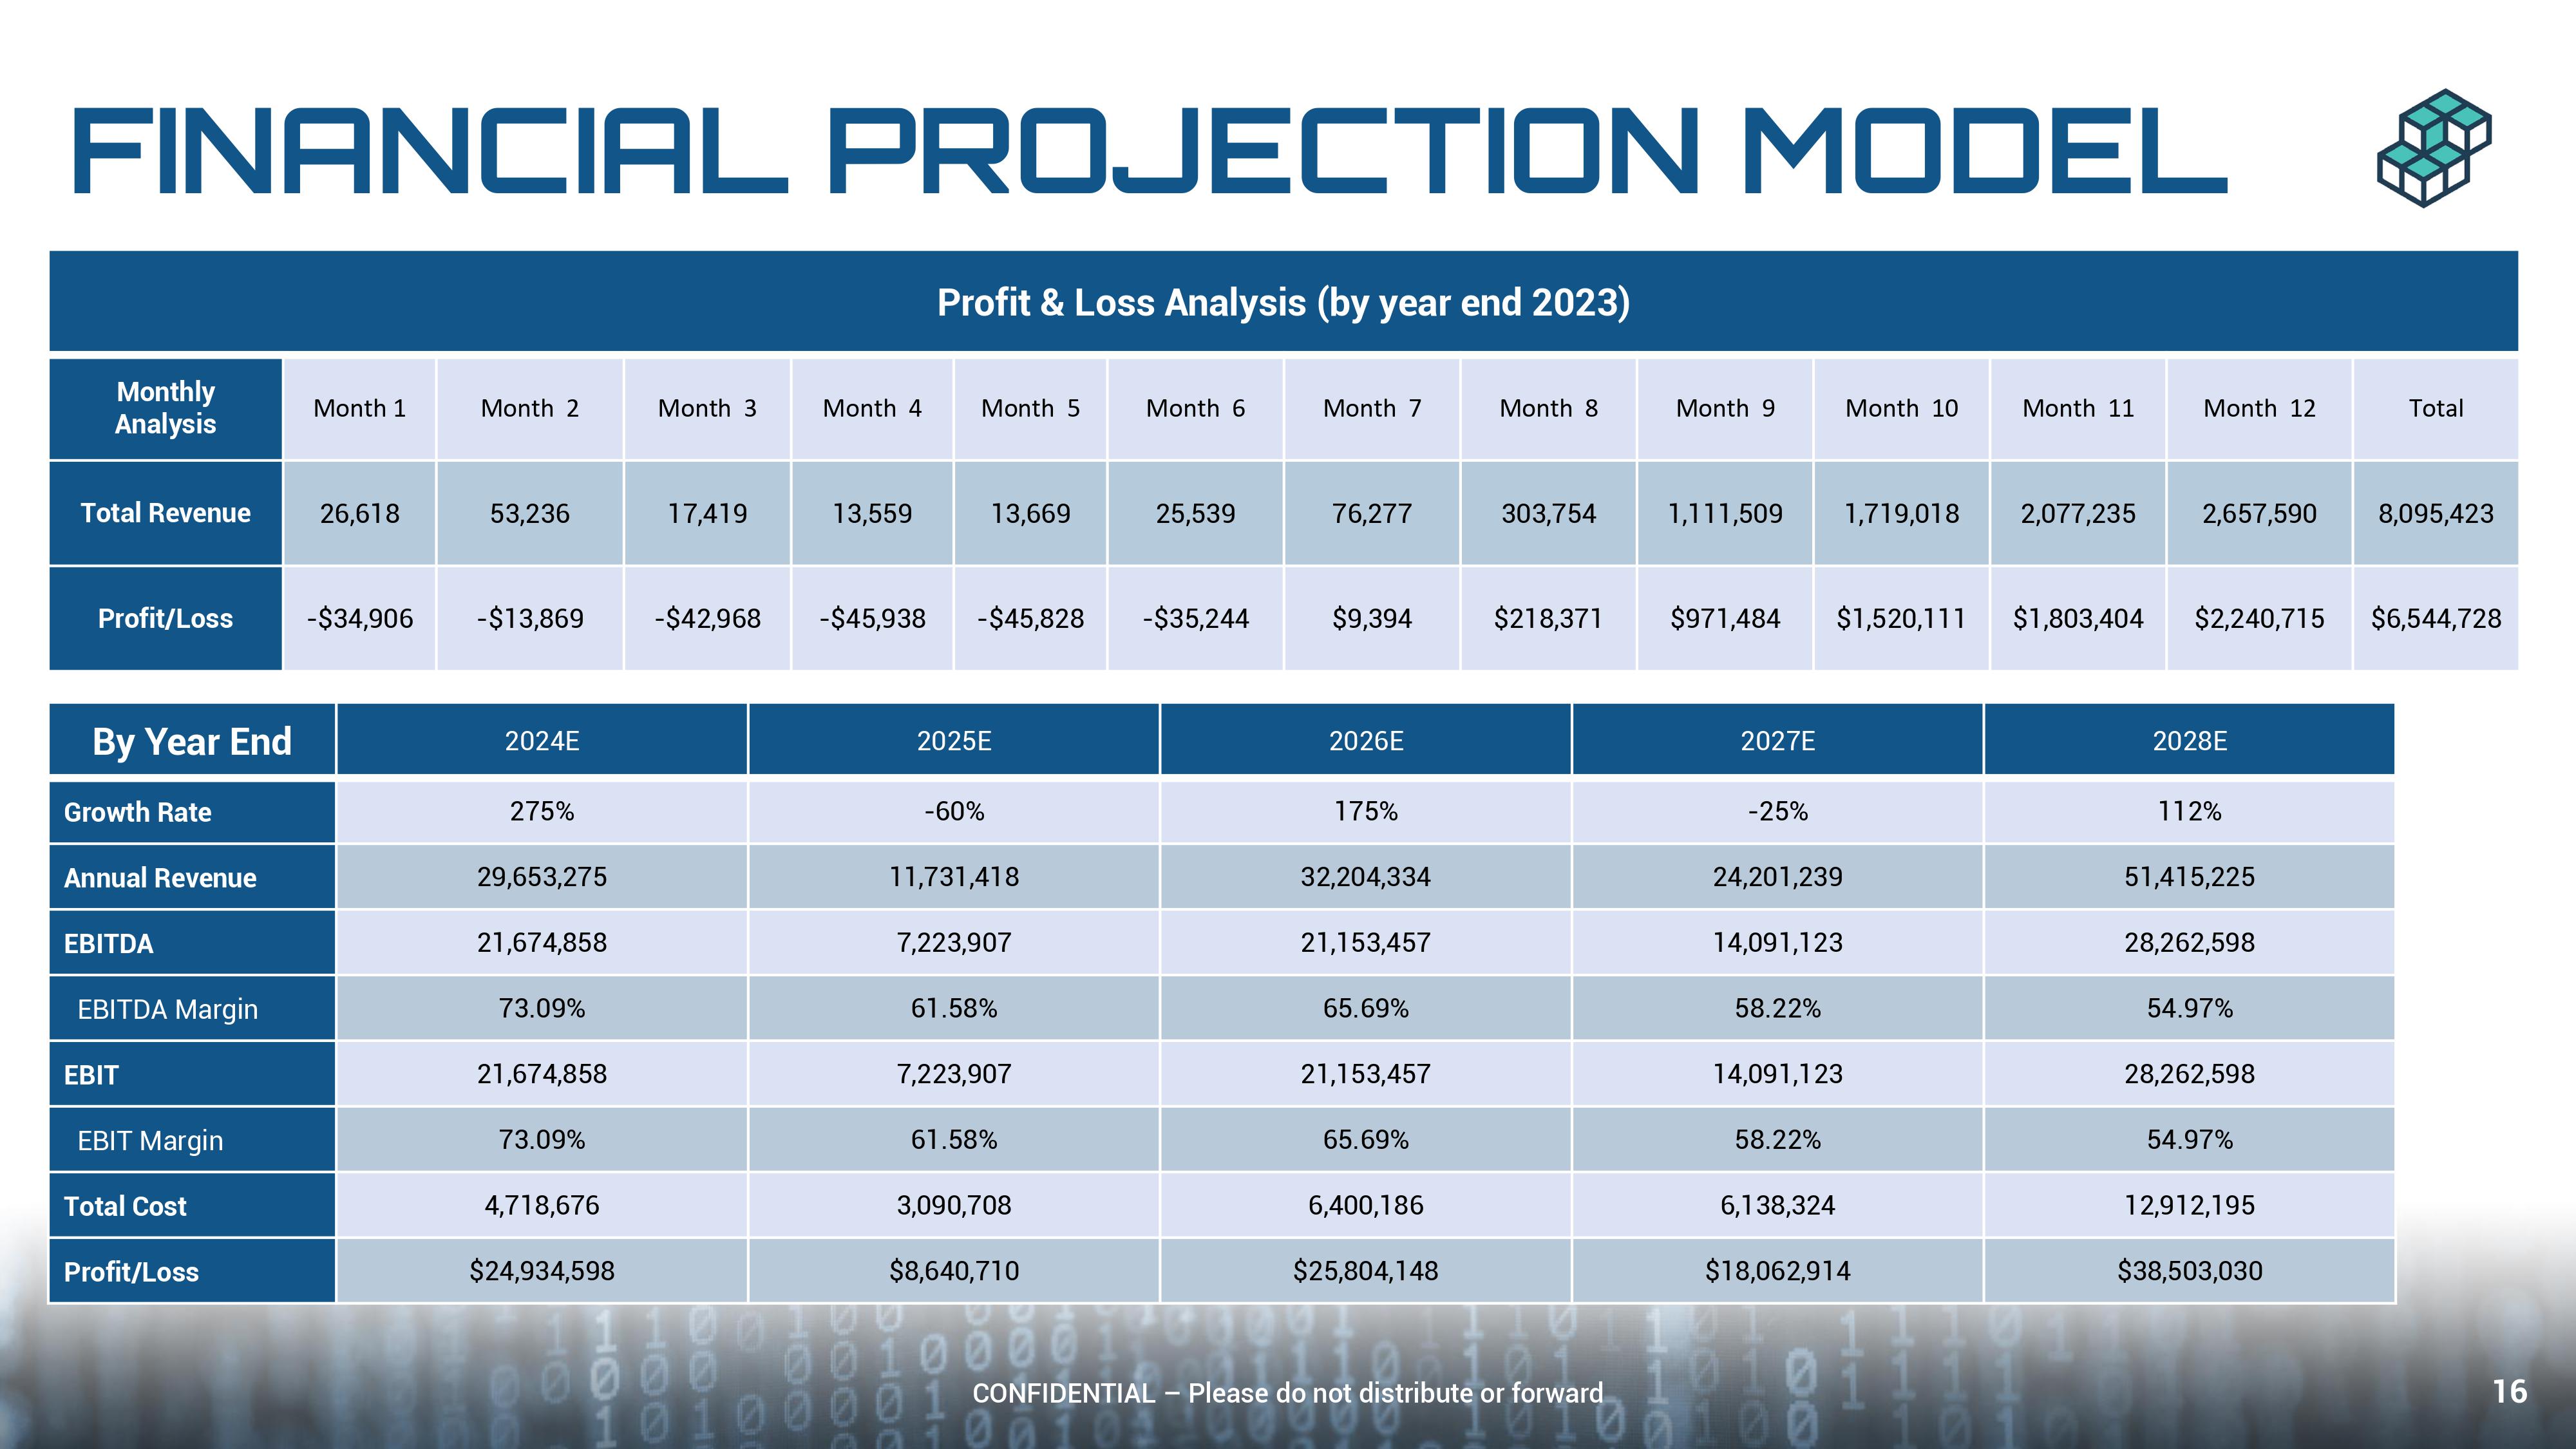 FINANCIAL PROJECTION MODEL
Profit & Loss Analysis (by year end 2023)
Monthly Analysis Month 1 Month 2 Month 3 Month 4 Month 5 Month 6 Month 7 Month 8 Month 9 Month 10 Month 11 Month 12 Total
Total Revenue 26,618 53,236 17,419 13,559 13,669 25,539 76,277 303,754 1,111,509 1,719,018 2,077,235 2,657,590 8,095,423
Profit/Loss -$34,906 -$13,869 -$42,968 -$45,938 -$45,828 -$35,244 $9,394 $218,371 $971,484 $1,520,111 $1,803,404 $2,240,715 $6,544,728
By Year End 2024E 2025E 2026E 2027E 2028E
Growth Rate 275% -60% 175% -25% 112%
Annual Revenue 29,653,275 11,731,418 32,204,334 24,201,239 51,415,225
EBITDA 21,674,858 7,223,907 21,153,457 14,091,123 28,262,598
EBITDA Margin 73.09% 61.58% 65.69% 58.22% 54.97%
EBIT 21,674,858 7,223,907 21,153,457 14,091,123 28,262,598
EBIT Margin 73.09% 61.58% 65.69% 58.22% 54.97%
Total Cost 4,718,676 3,090,708 6,400,186 6,138,324 12,912,195
Profit/Loss $24,934,598 $8,640,710 $25,804,148 $18,062,914 $38,503,030
CONFIDENTIAL – Please do not distribute or forward
16